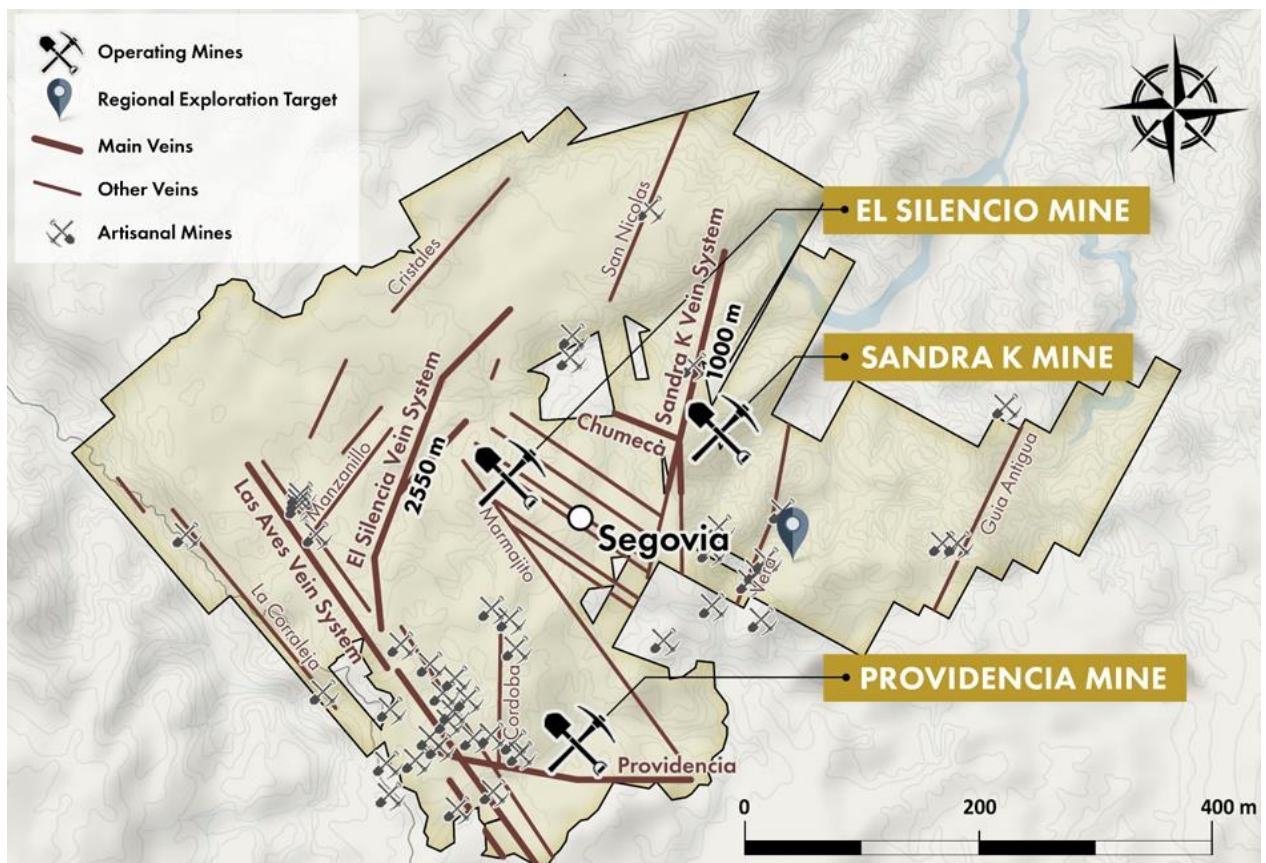 Operating Mines
Regional Exploration Target
Main Veins
Other Veins
Artisanal Mines
EL SILENCIO MINE
SANDRA K MINE
PROVIDENCIA MINE
Cristales
San Nicolas
Sandra K Vein System
1000 m
Chumeca
El Silencia Vein System
2550 m
Manzanillo
Las Aves Vein System
La Corraleja
Marmajito
Segovia
Vera
Guia Antigua
Cordoba
Providencia
0
200
400 m